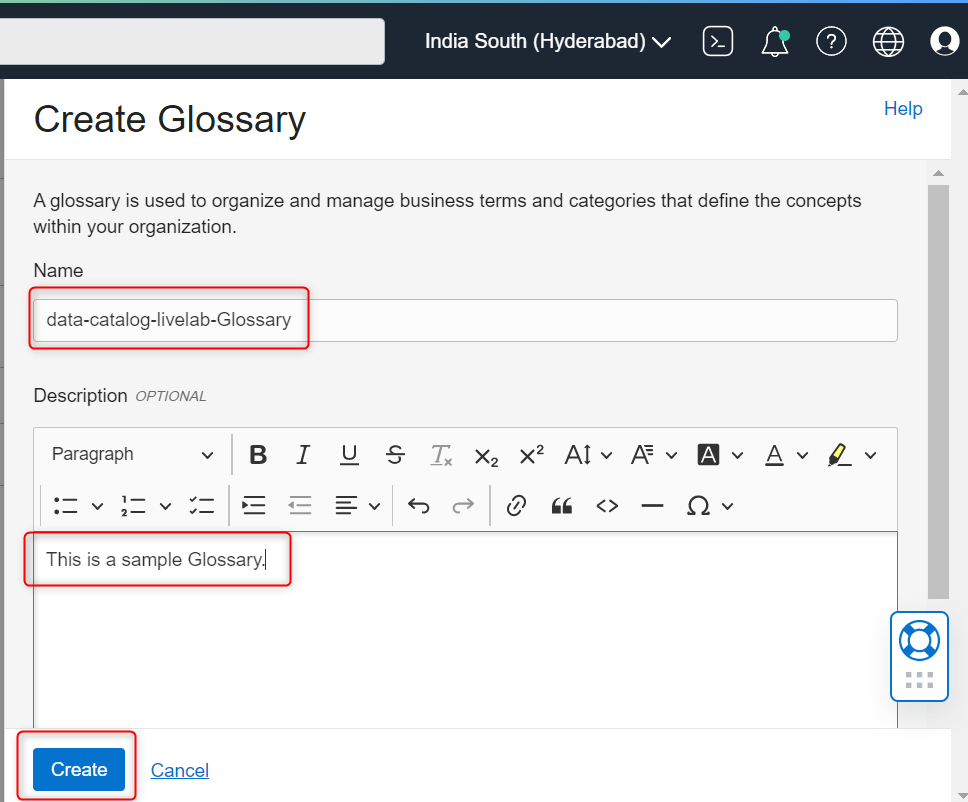 India South (Hyderabad)
Create Glossary
Help
A glossary is used to organize and manage business terms and categories that define the concepts
within your organization.
Name
data-catalog-livelab-Glossary
Description OPTIONAL
Paragraph
This is a sample Glossary.
Create
Cancel